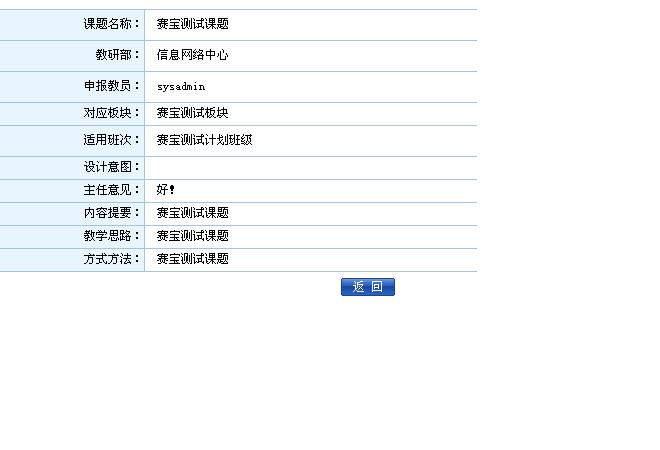 课题名称： 赛宝测试课题
教研部： 信息网络中心
申报教员： sysadmin
对应板块： 赛宝测试板块
适用班次： 赛宝测试计划班级
设计意图：
主任意见： 好！
内容提要： 赛宝测试课题
教学思路： 赛宝测试课题
方式方法： 赛宝测试课题
返 回